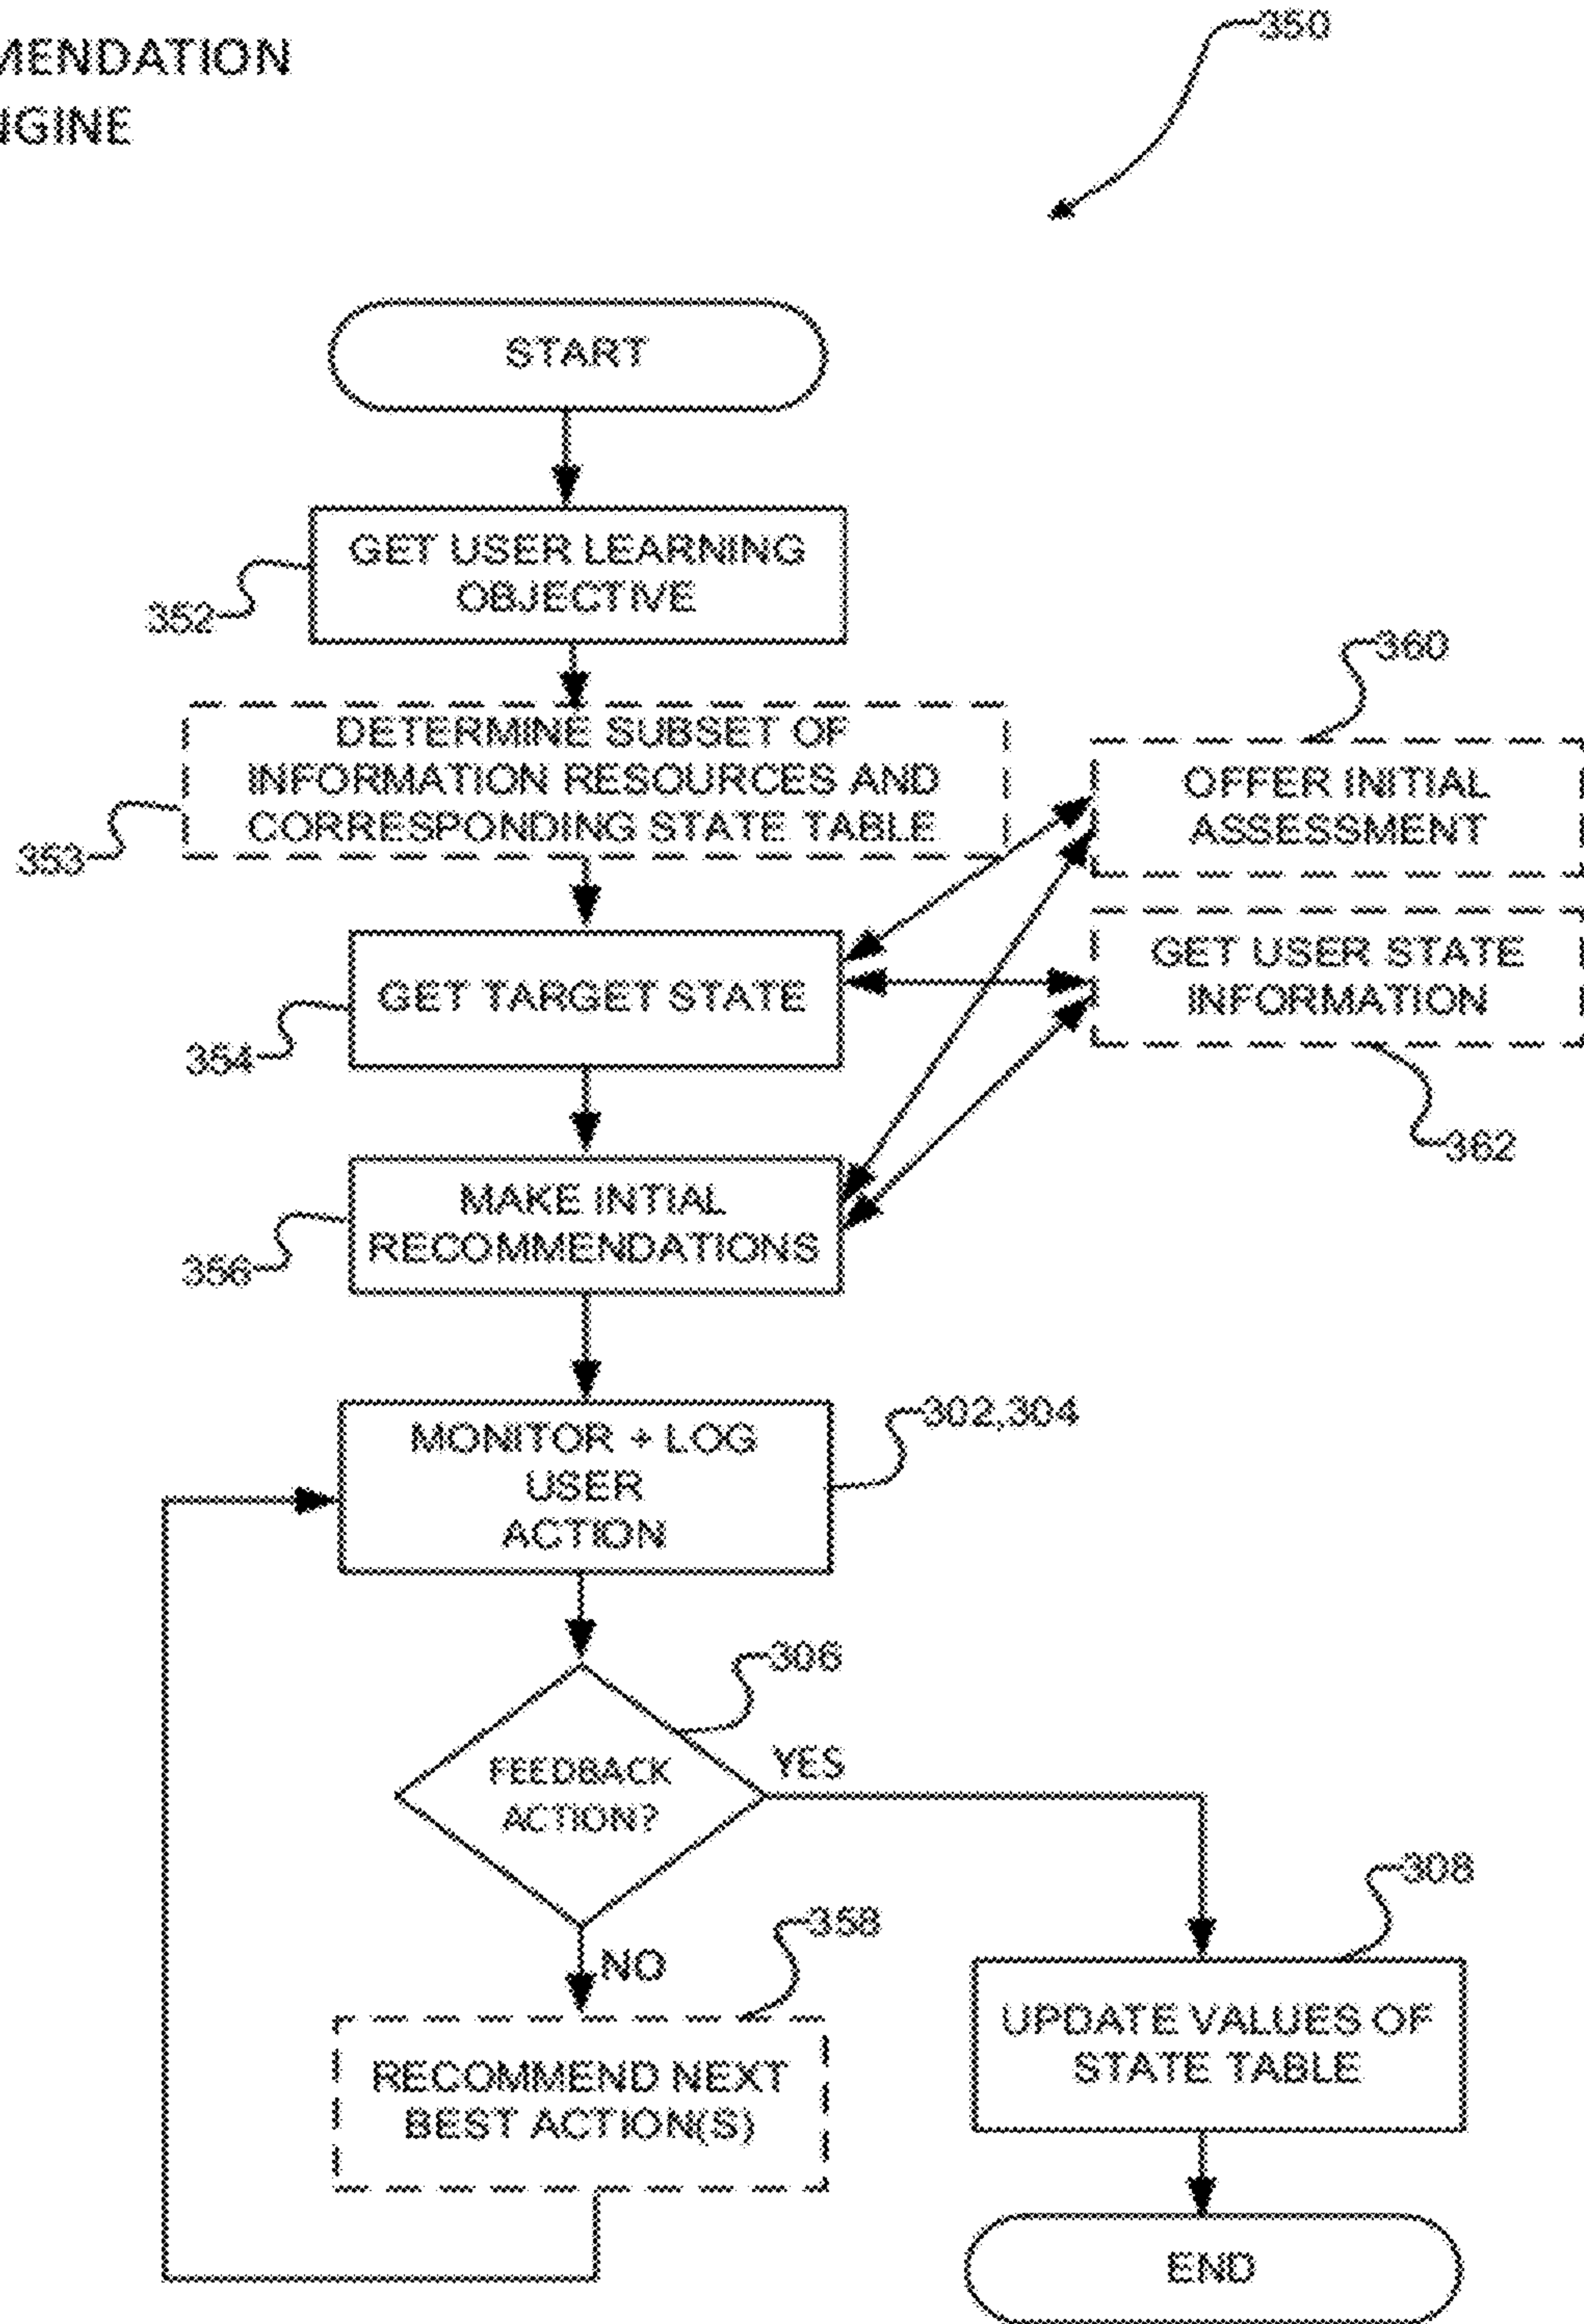 MENDATION
NGINE
350
START
GET USER LEARNING
OBJECTIVE
352
360
DETERMINE SUBSET OF
INFORMATION RESOURCES AND
CORRESPONDING STATE TABLE
353
OFFER INITIAL
ASSESSMENT
GET TARGET STATE
354
GET USER STATE
INFORMATION
362
MAKE INTIAL
RECOMMENDATIONS
356
MONITOR + LOG
USER
ACTION
302,304
306
FEEDBACK
ACTION?
YES
NO
358
308
RECOMMEND NEXT
BEST ACTION(S)
UPDATE VALUES OF
STATE TABLE
END